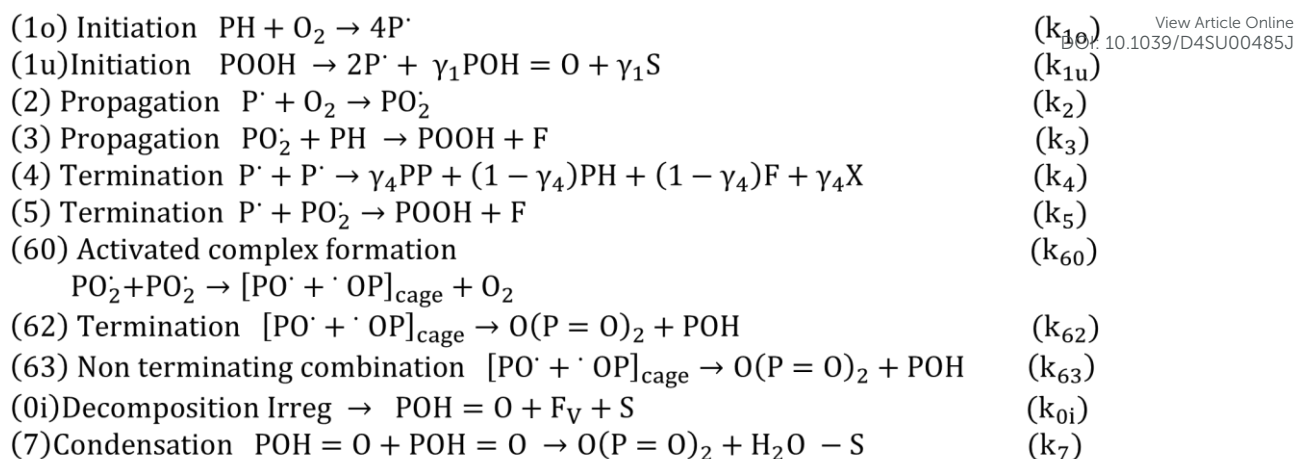 (1o) Initiation PH + O₂ → 4P˙ (k₁ₒ)
View Article Online
DOI: 10.1039/D4SU00485J
(1u)Initiation POOH → 2P˙ + γ₁POH = O + γ₁S (k₁ᵤ)
(2) Propagation P˙ + O₂ → PO₂˙ (k₂)
(3) Propagation PO₂˙ + PH → POOH + F (k₃)
(4) Termination P˙ + P˙ → γ₄PP + (1 − γ₄)PH + (1 − γ₄)F + γ₄X (k₄)
(5) Termination P˙ + PO₂˙ → POOH + F (k₅)
(60) Activated complex formation (k₆₀)
PO₂˙+PO₂˙ → [PO˙ + ˙ OP]cage + O₂
(62) Termination [PO˙ + ˙ OP]cage → O(P = O)₂ + POH (k₆₂)
(63) Non terminating combination [PO˙ + ˙ OP]cage → O(P = O)₂ + POH (k₆₃)
(0i)Decomposition Irreg → POH = O + Fᵥ + S (k₀ᵢ)
(7)Condensation POH = O + POH = O → O(P = O)₂ + H₂O − S (k₇)